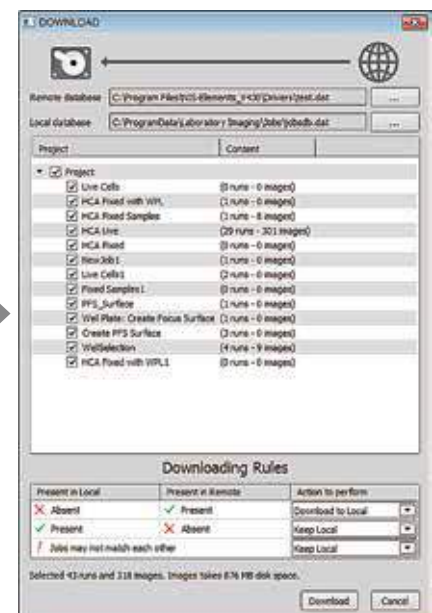 DOWNLOAD
Remote database C:\Program Files\NIS-Elements_V430\Drivers\test.dat ...
Local database C:\ProgramData\Laboratory Imaging\Jobs\jobsdb.dat ...
Project Content
Project
Live Cells (0 runs - 0 images)
HCA Fixed with WPL (1 runs - 0 images)
HCA Fixed Samples (1 runs - 8 images)
HCA Live (29 runs - 301 images)
HCA Fixed (0 runs - 0 images)
NewJob1 (1 runs - 0 images)
Live Cells1 (2 runs - 0 images)
Fixed Samples1 (0 runs - 0 images)
PFS_Surface (1 runs - 0 images)
Well Plate: Create Focus Surface (1 runs - 0 images)
Create PFS Surface (3 runs - 0 images)
WellSelection (4 runs - 9 images)
HCA Fixed with WPL1 (0 runs - 0 images)
Downloading Rules
Present in Local Present in Remote Action to perform
Absent Present Download to Local
Present Absent Keep Local
! Jobs may not match each other Keep Local
Selected 43 runs and 318 images. Images takes 876 MB disk space.
Download Cancel